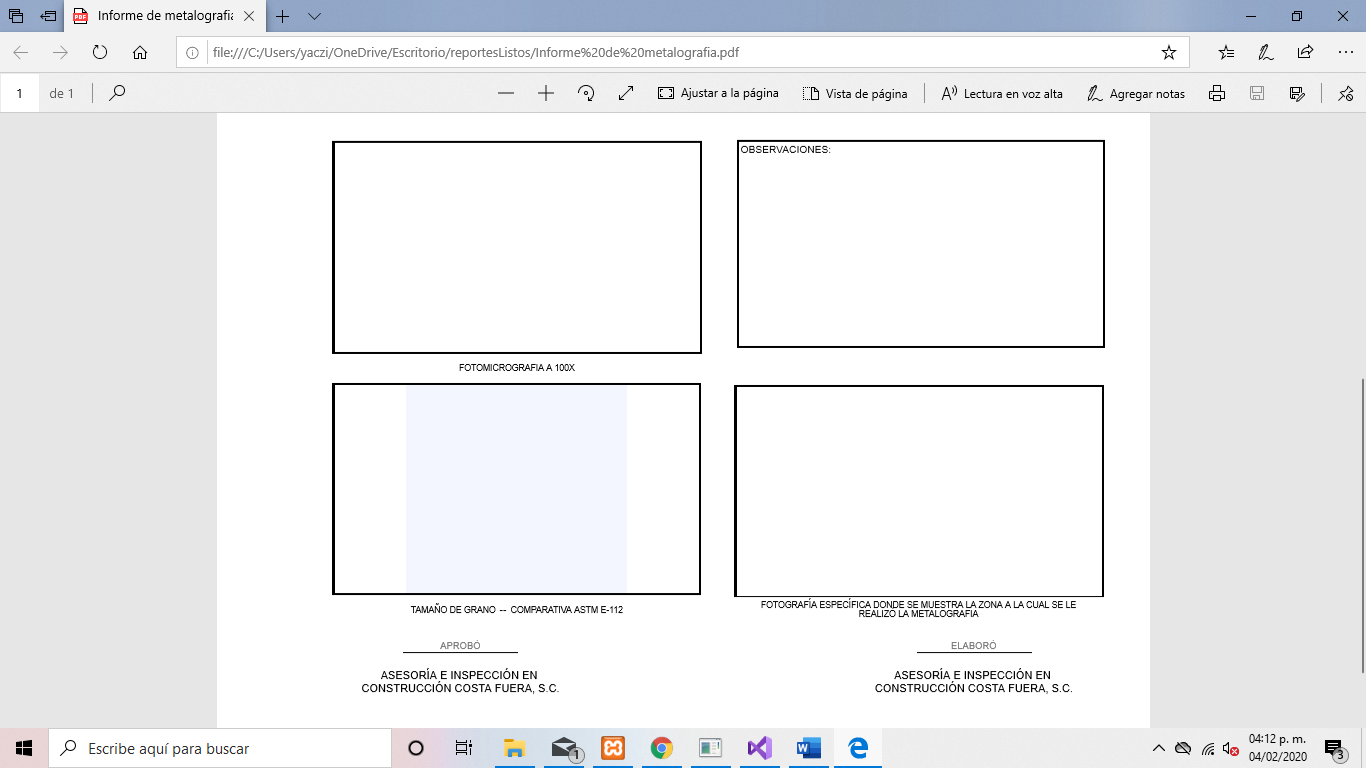 Informe de metalografia
file:///C:/Users/yaczi/OneDrive/Escritorio/reportesListos/Informe%20de%20metalografia.pdf
1 de 1
Ajustar a la página
Vista de página
Lectura en voz alta
Agregar notas
OBSERVACIONES:
FOTOMICROGRAFIA A 100X
TAMAÑO DE GRANO -- COMPARATIVA ASTM E-112
FOTOGRAFÍA ESPECÍFICA DONDE SE MUESTRA LA ZONA A LA CUAL SE LE
REALIZO LA METALOGRAFIA
APROBÓ
ELABORÓ
ASESORÍA E INSPECCIÓN EN
CONSTRUCCIÓN COSTA FUERA, S.C.
ASESORÍA E INSPECCIÓN EN
CONSTRUCCIÓN COSTA FUERA, S.C.
Escribe aquí para buscar
1
04:12 p. m.
04/02/2020
3